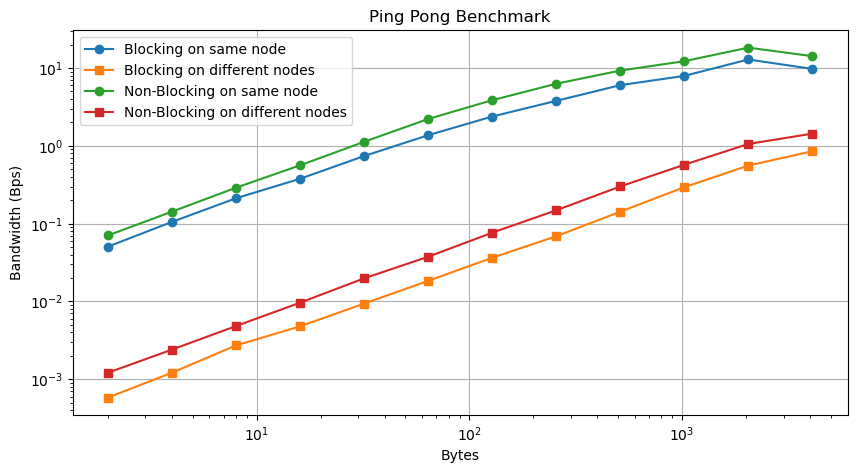 Ping Pong Benchmark
Blocking on same node
Blocking on different nodes
Non-Blocking on same node
Non-Blocking on different nodes
Bandwidth (Bps)
10¹
10⁰
10⁻¹
10⁻²
10⁻³
10¹
10²
10³
Bytes